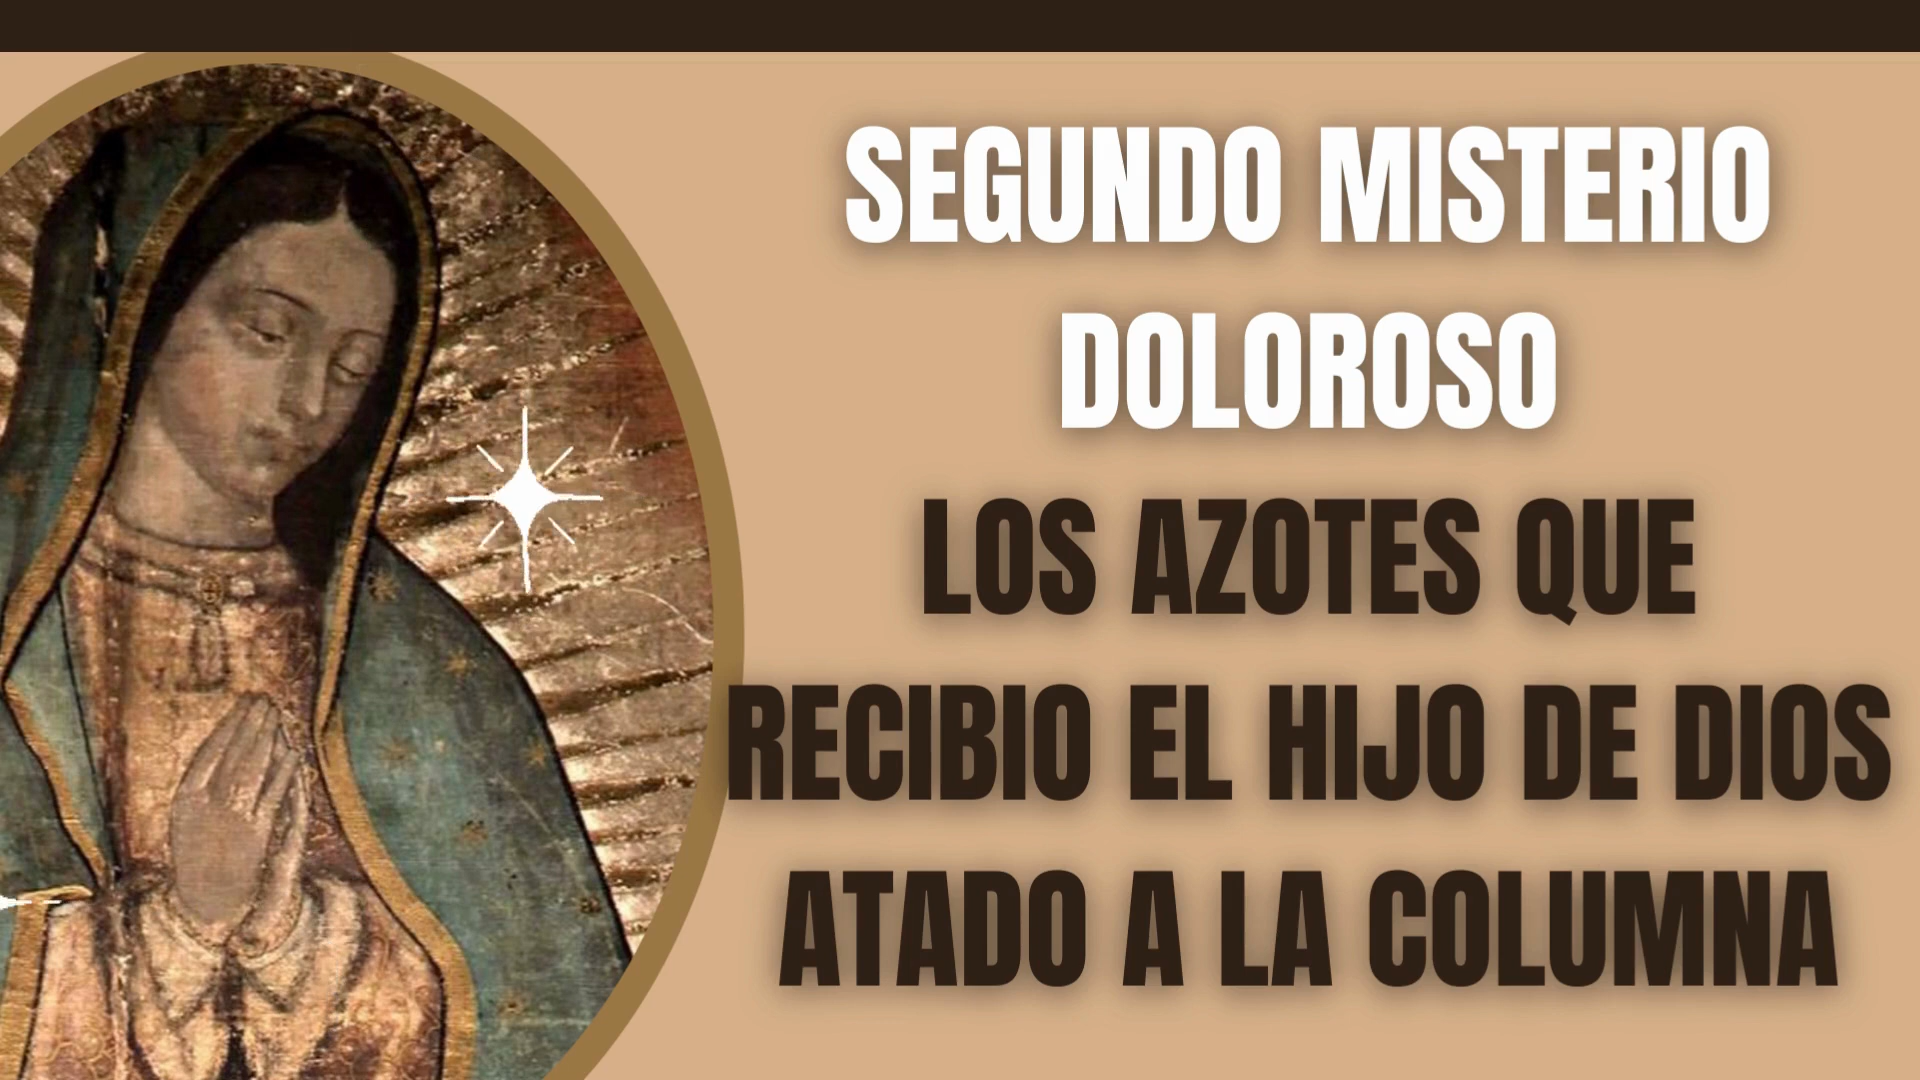 SEGUNDO MISTERIO
DOLOROSO
LOS AZOTES QUE
RECIBIO EL HIJO DE DIOS
ATADO A LA COLUMNA